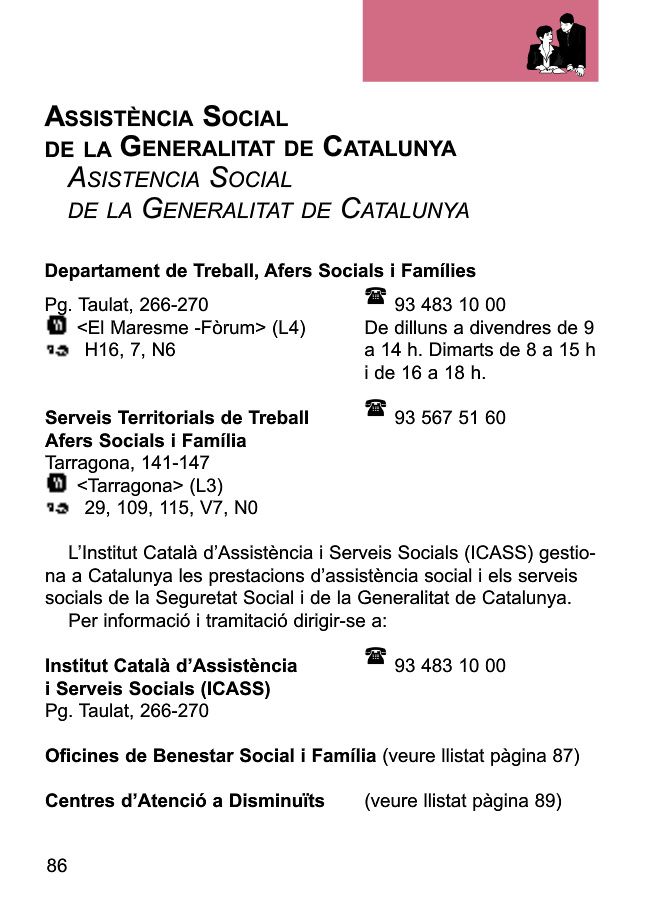 ASSISTÈNCIA SOCIAL
DE LA GENERALITAT DE CATALUNYA
ASISTENCIA SOCIAL
DE LA GENERALITAT DE CATALUNYA
Departament de Treball, Afers Socials i Famílies
Pg. Taulat, 266-270 ☎ 93 483 10 00
<El Maresme -Fòrum> (L4) De dilluns a divendres de 9
H16, 7, N6 a 14 h. Dimarts de 8 a 15 h
i de 16 a 18 h.
Serveis Territorials de Treball ☎ 93 567 51 60
Afers Socials i Família
Tarragona, 141-147
<Tarragona> (L3)
29, 109, 115, V7, N0
L’Institut Català d’Assistència i Serveis Socials (ICASS) gestio-
na a Catalunya les prestacions d’assistència social i els serveis
socials de la Seguretat Social i de la Generalitat de Catalunya.
Per informació i tramitació dirigir-se a:
Institut Català d’Assistència ☎ 93 483 10 00
i Serveis Socials (ICASS)
Pg. Taulat, 266-270
Oficines de Benestar Social i Família (veure llistat pàgina 87)
Centres d’Atenció a Disminuïts (veure llistat pàgina 89)
86